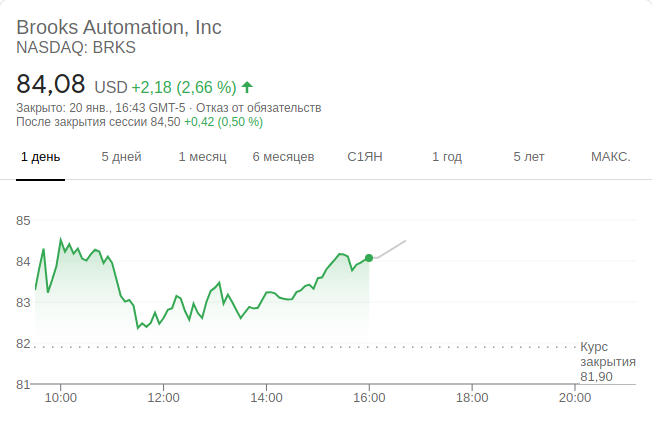 Brooks Automation, Inc
NASDAQ: BRKS
84,08 USD +2,18 (2,66 %)
Закрыто: 20 янв., 16:43 GMT-5 · Отказ от обязательств
После закрытия сессии 84,50 +0,42 (0,50 %)
1 день 5 дней 1 месяц 6 месяцев С1ЯН 1 год 5 лет МАКС.
85
84
83
82
Курс
закрытия
81,90
81
10:00 12:00 14:00 16:00 18:00 20:00